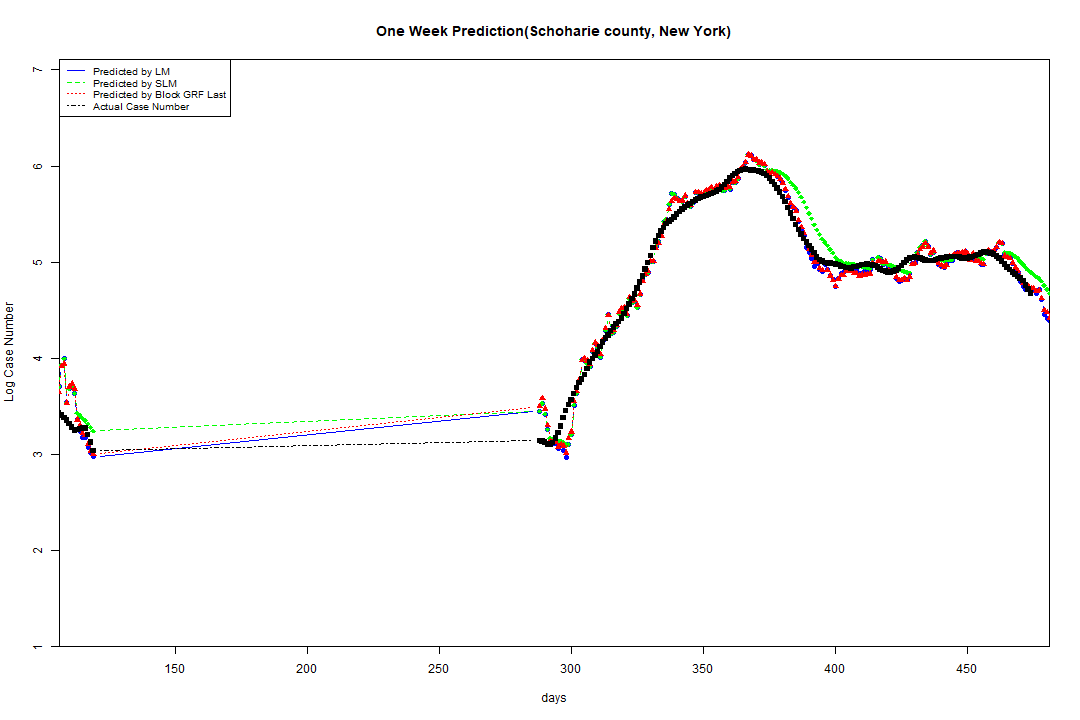 One Week Prediction(Schoharie county, New York)
Predicted by LM
Predicted by SLM
Predicted by Block GRF Last
Actual Case Number
7
6
5
4
3
2
1
Log Case Number
150 200 250 300 350 400 450
days